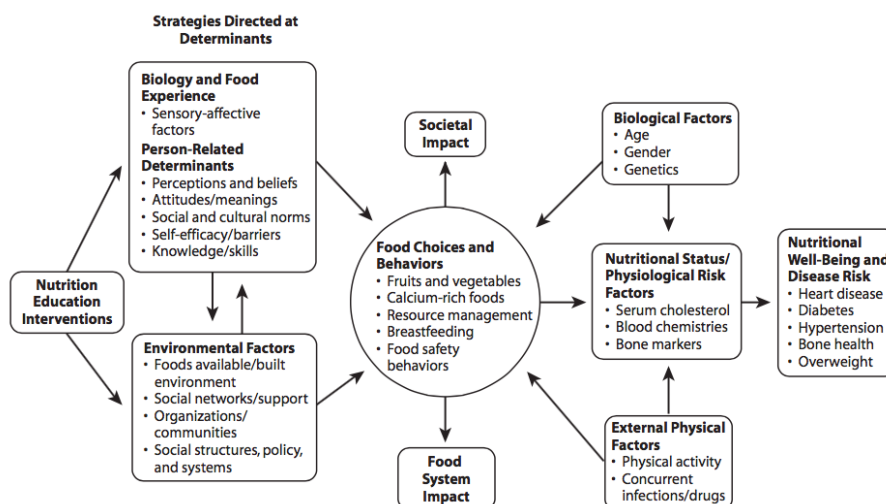 Strategies Directed at
Determinants
Biology and Food
Experience
• Sensory-affective
factors
Person-Related
Determinants
• Perceptions and beliefs
• Attitudes/meanings
• Social and cultural norms
• Self-efficacy/barriers
• Knowledge/skills
Nutrition
Education
Interventions
Environmental Factors
• Foods available/built
environment
• Social networks/support
• Organizations/
communities
• Social structures, policy,
and systems
Societal
Impact
Food Choices and
Behaviors
• Fruits and vegetables
• Calcium-rich foods
• Resource management
• Breastfeeding
• Food safety
behaviors
Food
System
Impact
Biological Factors
• Age
• Gender
• Genetics
Nutritional Status/
Physiological Risk
Factors
• Serum cholesterol
• Blood chemistries
• Bone markers
External Physical
Factors
• Physical activity
• Concurrent
infections/drugs
Nutritional
Well-Being and
Disease Risk
• Heart disease
• Diabetes
• Hypertension
• Bone health
• Overweight